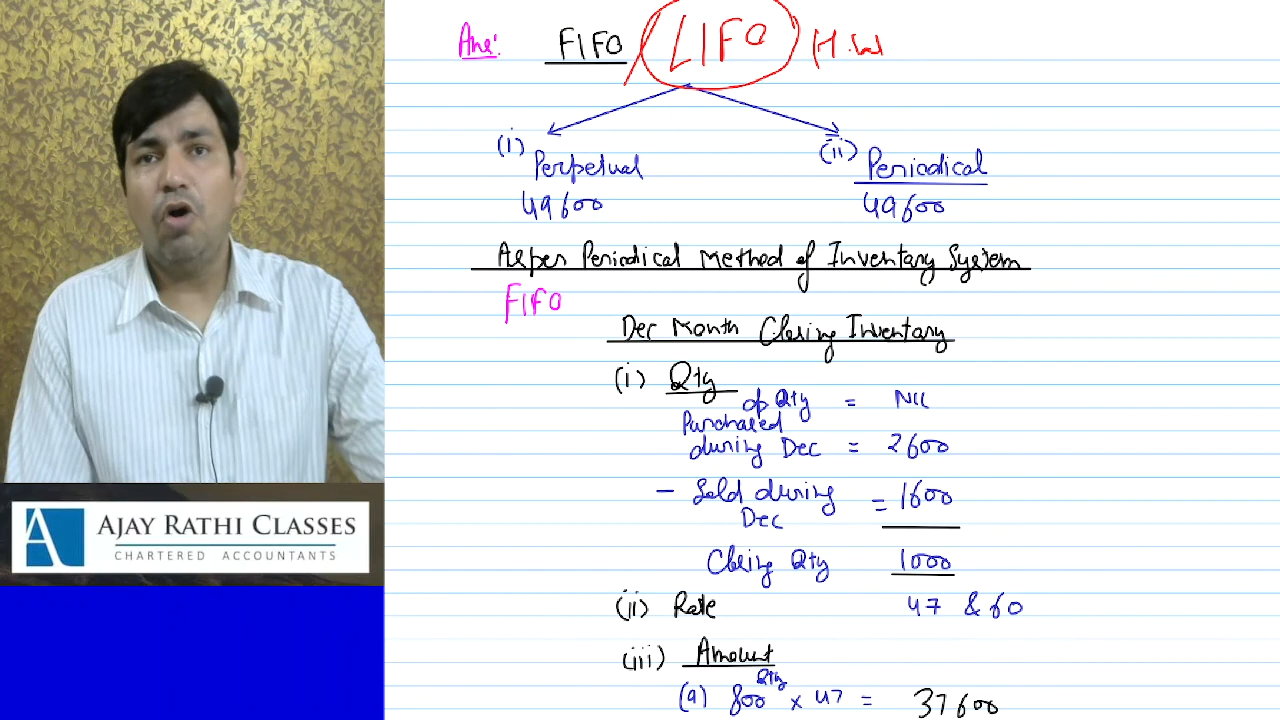 Ans: FIFO / LIFO (H.W
(i) Perpetual
49600
(ii) Periodical
49600
As per Periodical Method of Inventory System
FIFO
Dec Month Closing Inventory
(i) Qty
op Qty = NIL
Purchased
during Dec = 2600
- Sold during = 1600
Dec
Closing Qty 1000
(ii) Rate 47 & 60
(iii) Amount
(a) 800 Qty x 47 = 37600
AJAY RATHI CLASSES
CHARTERED ACCOUNTANTS